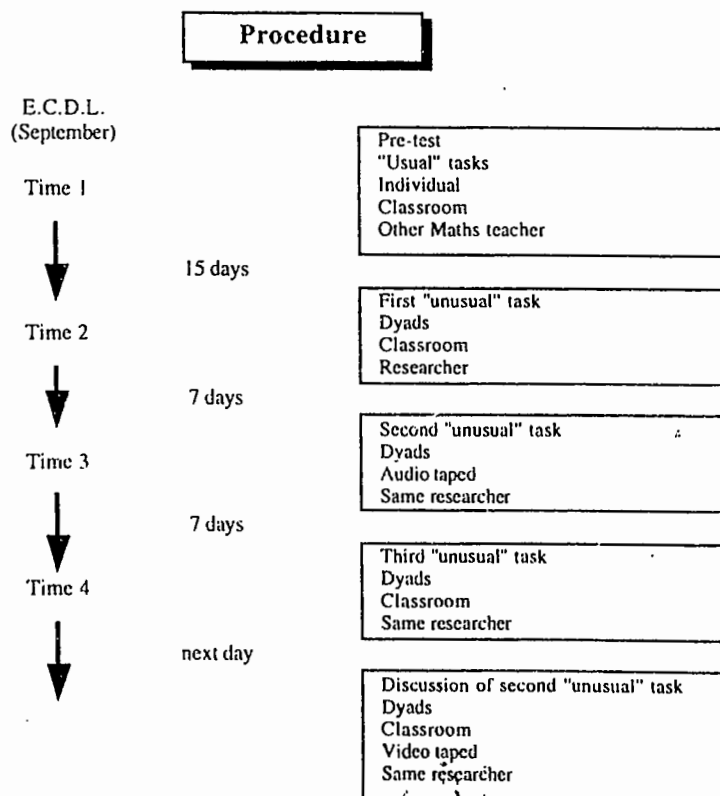 Procedure
E.C.D.L.
(September)
Time 1
Pre-test
"Usual" tasks
Individual
Classroom
Other Maths teacher
15 days
Time 2
First "unusual" task
Dyads
Classroom
Researcher
7 days
Time 3
Second "unusual" task
Dyads
Audio taped
Same researcher
7 days
Time 4
Third "unusual" task
Dyads
Classroom
Same researcher
next day
Discussion of second "unusual" task
Dyads
Classroom
Video taped
Same researcher